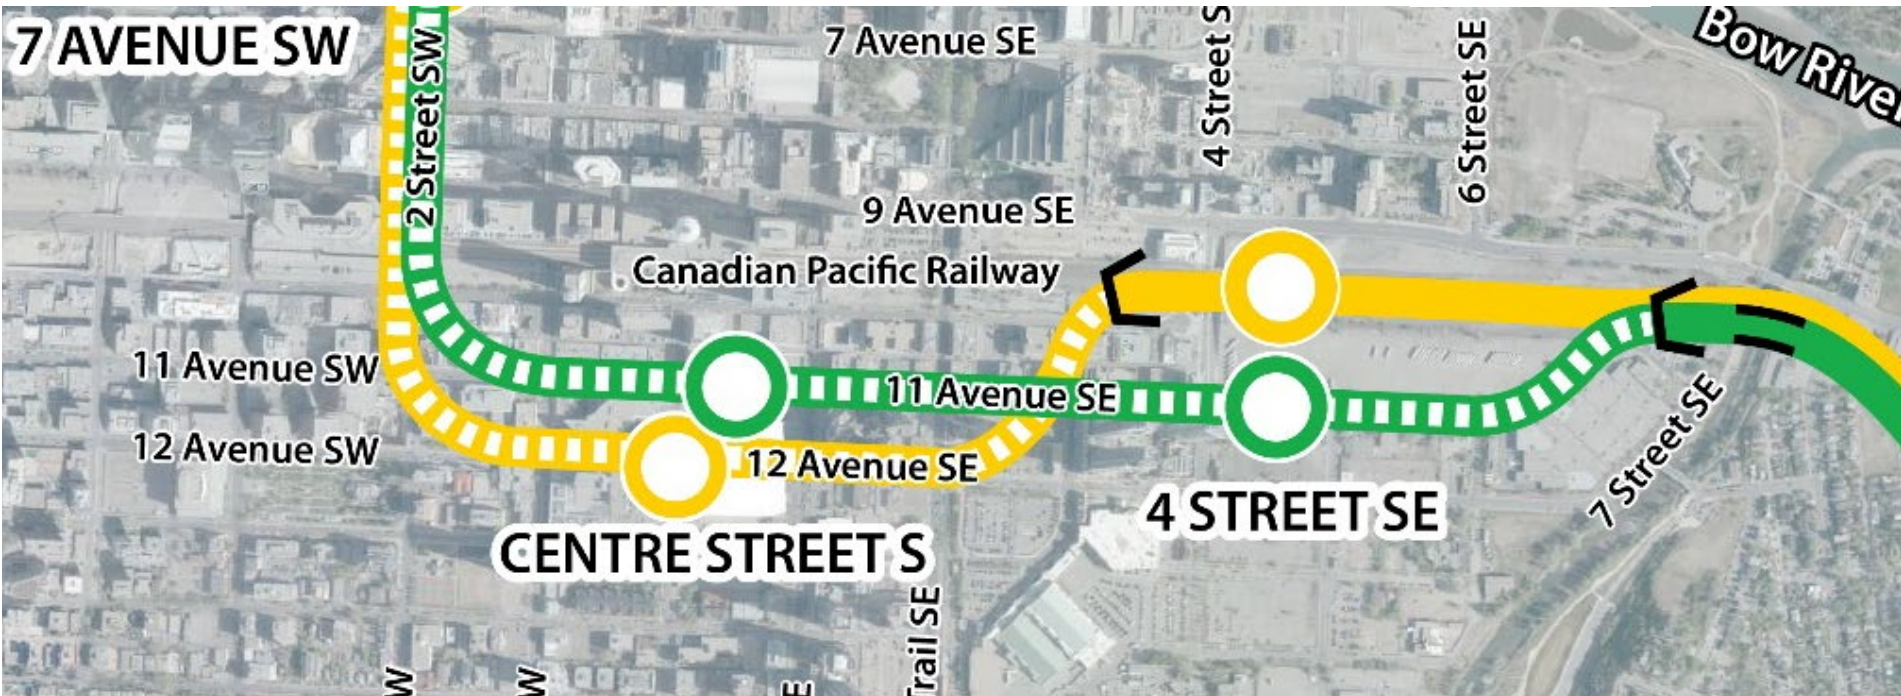 7 AVENUE SW
2 Street SW
7 Avenue SE
4 Street S
6 Street SE
Bow River
9 Avenue SE
Canadian Pacific Railway
11 Avenue SW
11 Avenue SE
12 Avenue SW
12 Avenue SE
7 Street SE
4 STREET SE
CENTRE STREET S
Trail SE
W
W
E